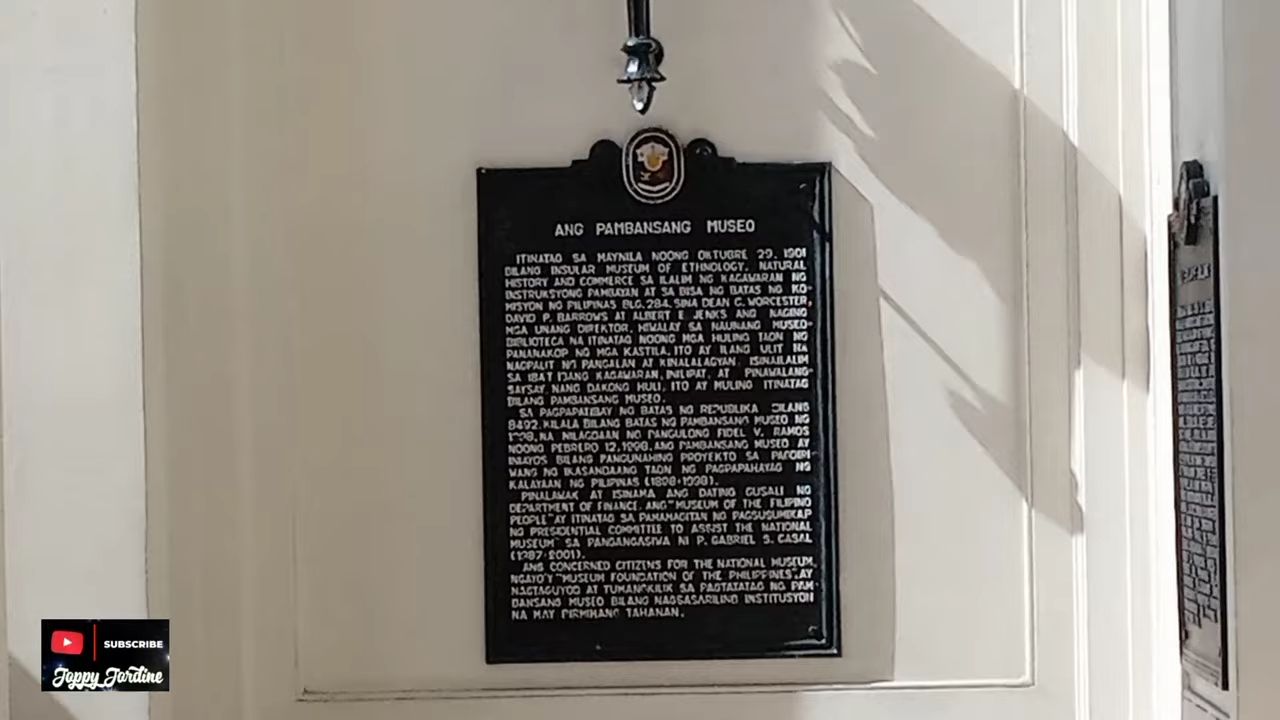 ANG PAMBANSANG MUSEO
ITINATAG SA MAYNILA NOONG OKTUBRE 29, 1901
BILANG INSULAR MUSEUM OF ETHNOLOGY, NATURAL
HISTORY AND COMMERCE SA ILALIM NG KAGAWARAN NG
INSTRUKSYONG PAMBAYAN AT SA BISA NG BATAS NG KO-
MISYON NG PILIPINAS BLG. 284. SINA DEAN C. WORCESTER,
DAVID P. BARROWS AT ALBERT E. JENKS ANG NAGING
MGA UNANG DIREKTOR. HIWALAY SA NAUNANG MUSEO-
BIBLIOTECA NA ITINATAG NOONG MGA HULING TAON NG
PANANAKOP NG MGA KASTILA, ITO AY ILANG ULIT NA
NAGPALIT NG PANGALAN AT KINALALAGYAN, ISINAILALIM
SA IBA'T IBANG KAGAWARAN, INILIPAT, AT PINAWALANG-
SAYSAY. NANG DAKONG HULI, ITO AY MULING ITINATAG
BILANG PAMBANSANG MUSEO.
SA PAGPAPATIBAY NG BATAS NG REPUBLIKA BILANG
8492, KILALA BILANG BATAS NG PAMBANSANG MUSEO NG
1998, NA NILAGDAAN NG PANGULONG FIDEL V. RAMOS
NOONG PEBRERO 12, 1998, ANG PAMBANSANG MUSEO AY
INIAYOS BILANG PANGUNAHING PROYEKTO SA PAGDIRI-
WANG NG IKASANDAANG TAON NG PAGPAPAHAYAG NG
KALAYAAN NG PILIPINAS (1898-1998).
PINALAWAK AT ISINAMA ANG DATING GUSALI NG
DEPARTMENT OF FINANCE. ANG "MUSEUM OF THE FILIPINO
PEOPLE" AY ITINATAG SA PAMAMAGITAN NG PAGSUSUMIKAP
NG PRESIDENTIAL COMMITTEE TO ASSIST THE NATIONAL
MUSEUM" SA PANGANGASIWA NI P. GABRIEL S. CASAL
(1987-2001).
ANG CONCERNED CITIZENS FOR THE NATIONAL MUSEUM,
NGAYO'Y "MUSEUM FOUNDATION OF THE PHILIPPINES", AY
NAGTAGUYOD AT TUMANGKILIK SA PAGTATATAG NG PAM-
BANSANG MUSEO BILANG NAGSASARILING INSTITUSYON
NA MAY PIRMIHANG TAHANAN.
SUBSCRIBE
Jappy Jardine